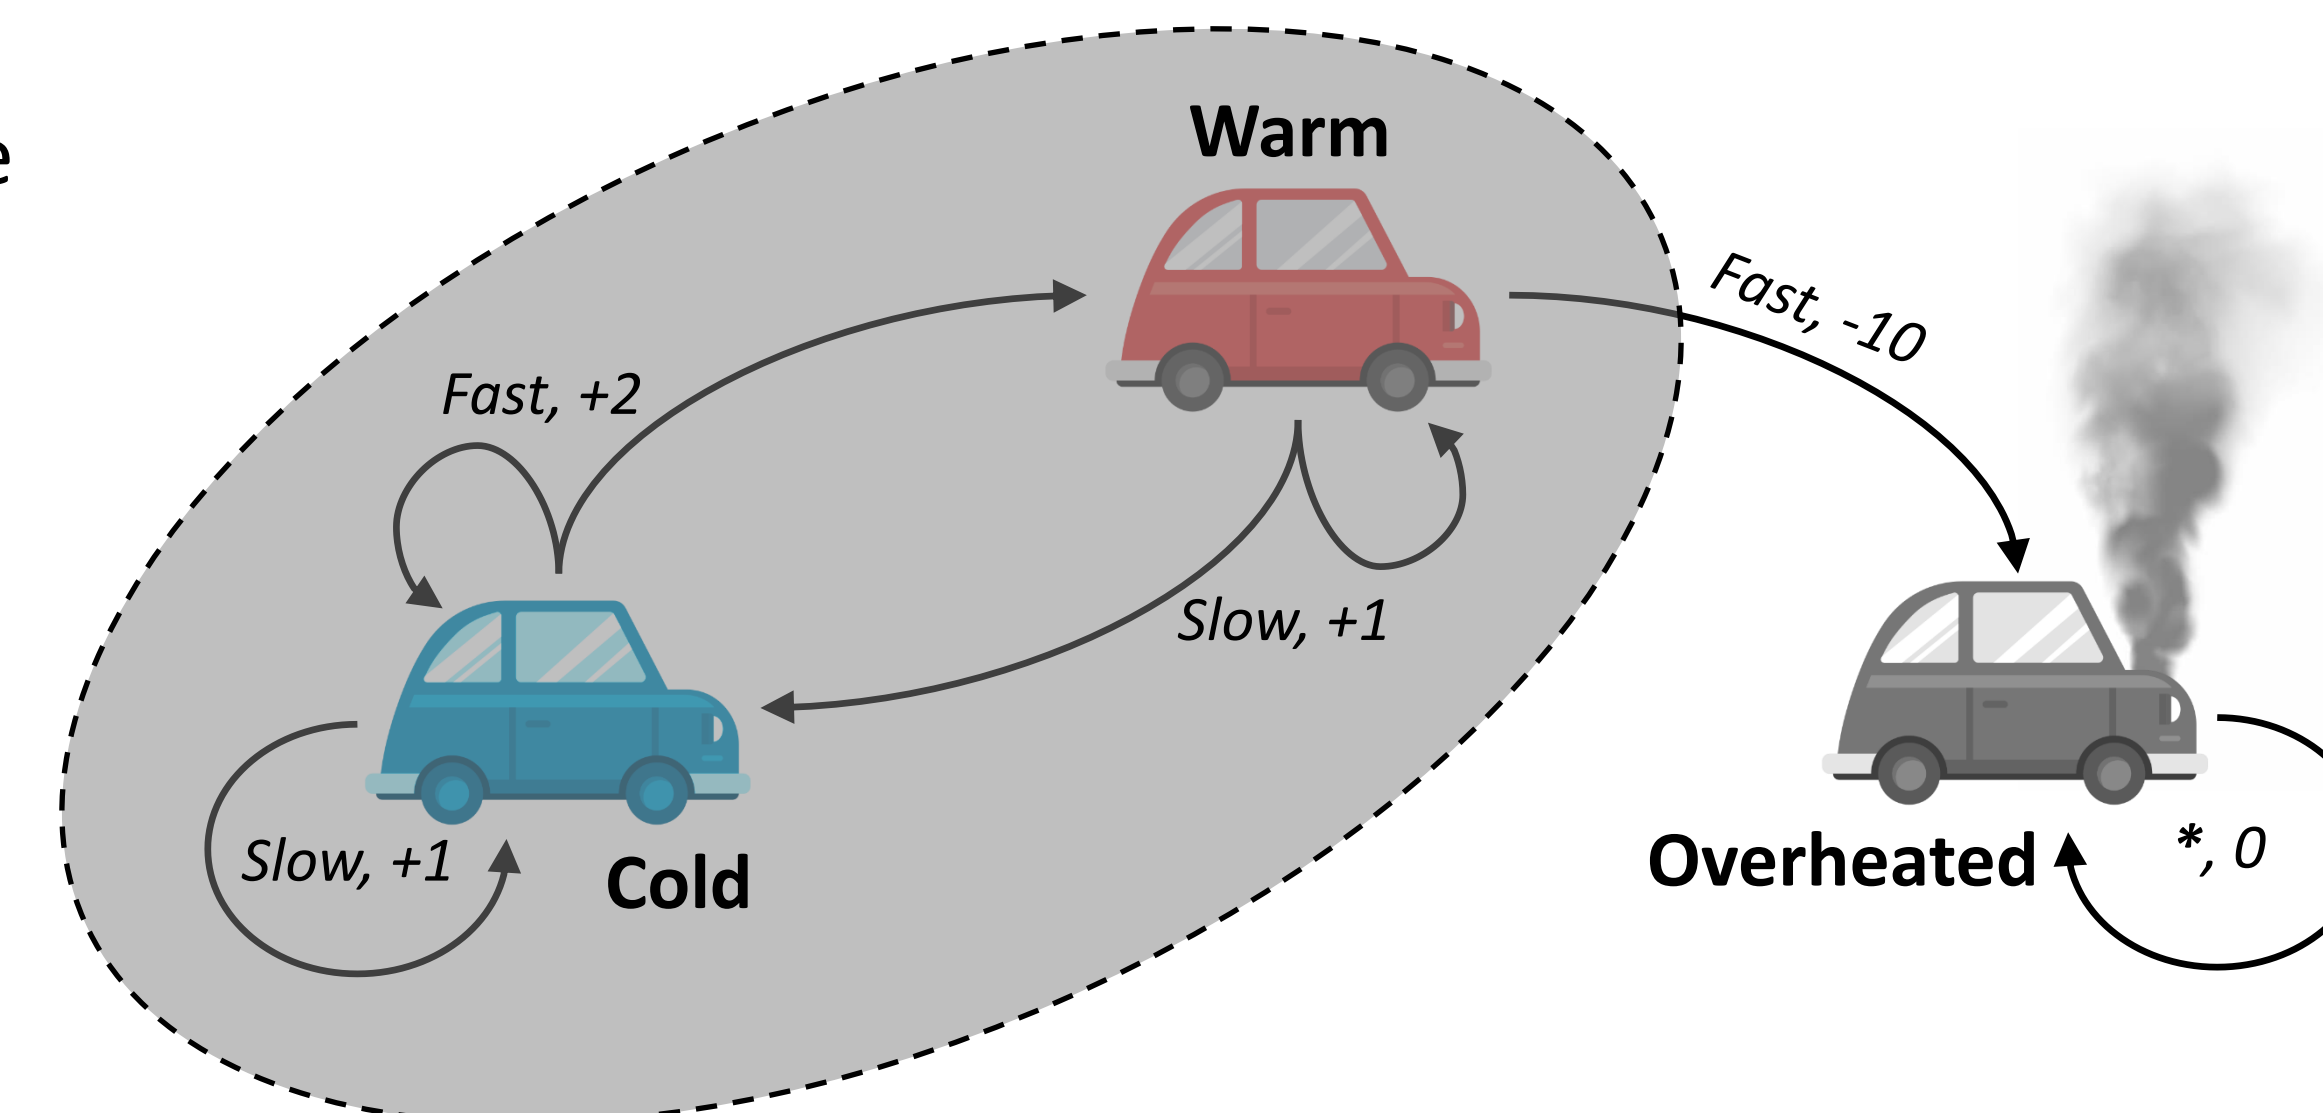 e
Warm
Fast, -10
Fast, +2
Slow, +1
Slow, +1
Cold
Overheated
*, 0